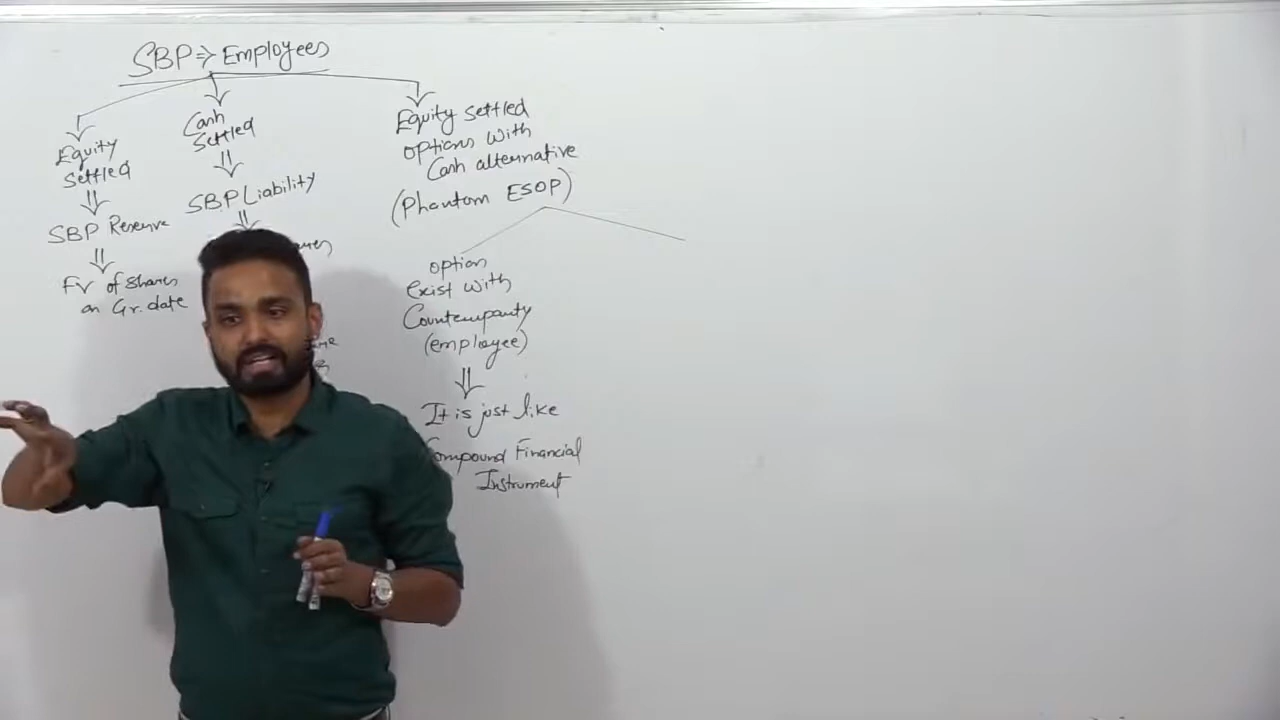 SBP ⇒ Employees
Equity
Settled
SBP Reserve
FV of shares
on Gr. date
Cash
Settled
SBP Liability
Equity settled
options with
Cash alternative
(Phantom ESOP)
option
exist with
Counterparty
(employee)
It is just like
Compound Financial
Instrument